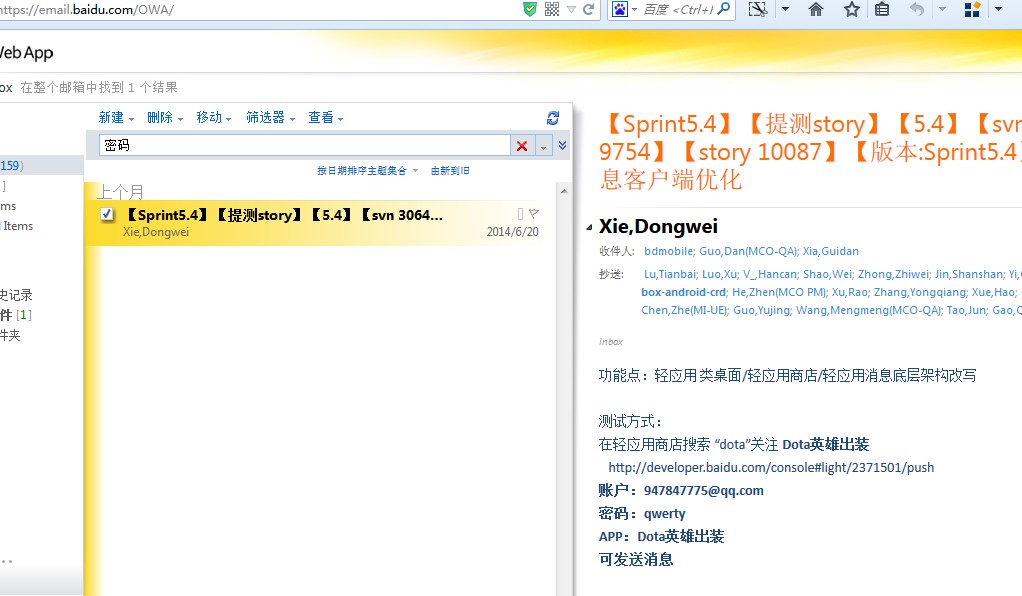 https://email.baidu.com/OWA/
百度 <Ctrl+
Web App
ox 在整个邮箱中找到 1 个结果
新建 删除 移动 筛选器 查看
密码
159)
按日期排序主题集合 由新到旧
]
上个月
ms
【Sprint5.4】【提测story】【5.4】【svn 3064...
l Items
Xie,Dongwei
2014/6/20
史记录
件 [1]
件夹
【Sprint5.4】【提测story】【5.4】【svn
9754】【story 10087】【版本:Sprint5.4
息客户端优化
Xie,Dongwei
收件人: bdmobile; Guo,Dan(MCO-QA); Xia,Guidan
抄送: Lu,Tianbai; Luo,Xu; V_,Hancan; Shao,Wei; Zhong,Zhiwei; Jin,Shanshan; Yi,
box-android-crd; He,Zhen(MCO PM); Xu,Rao; Zhang,Yongqiang; Xue,Hao;
Chen,Zhe(MI-UE); Guo,Yujing; Wang,Mengmeng(MCO-QA); Tao,Jun; Gao,Q
Inbox
功能点：轻应用 类桌面/轻应用商店/轻应用消息底层架构改写
测试方式：
在轻应用商店搜索 “dota”关注 Dota英雄出装
http://developer.baidu.com/console#light/2371501/push
账户：947847775@qq.com
密码：qwerty
APP：Dota英雄出装
可发送消息